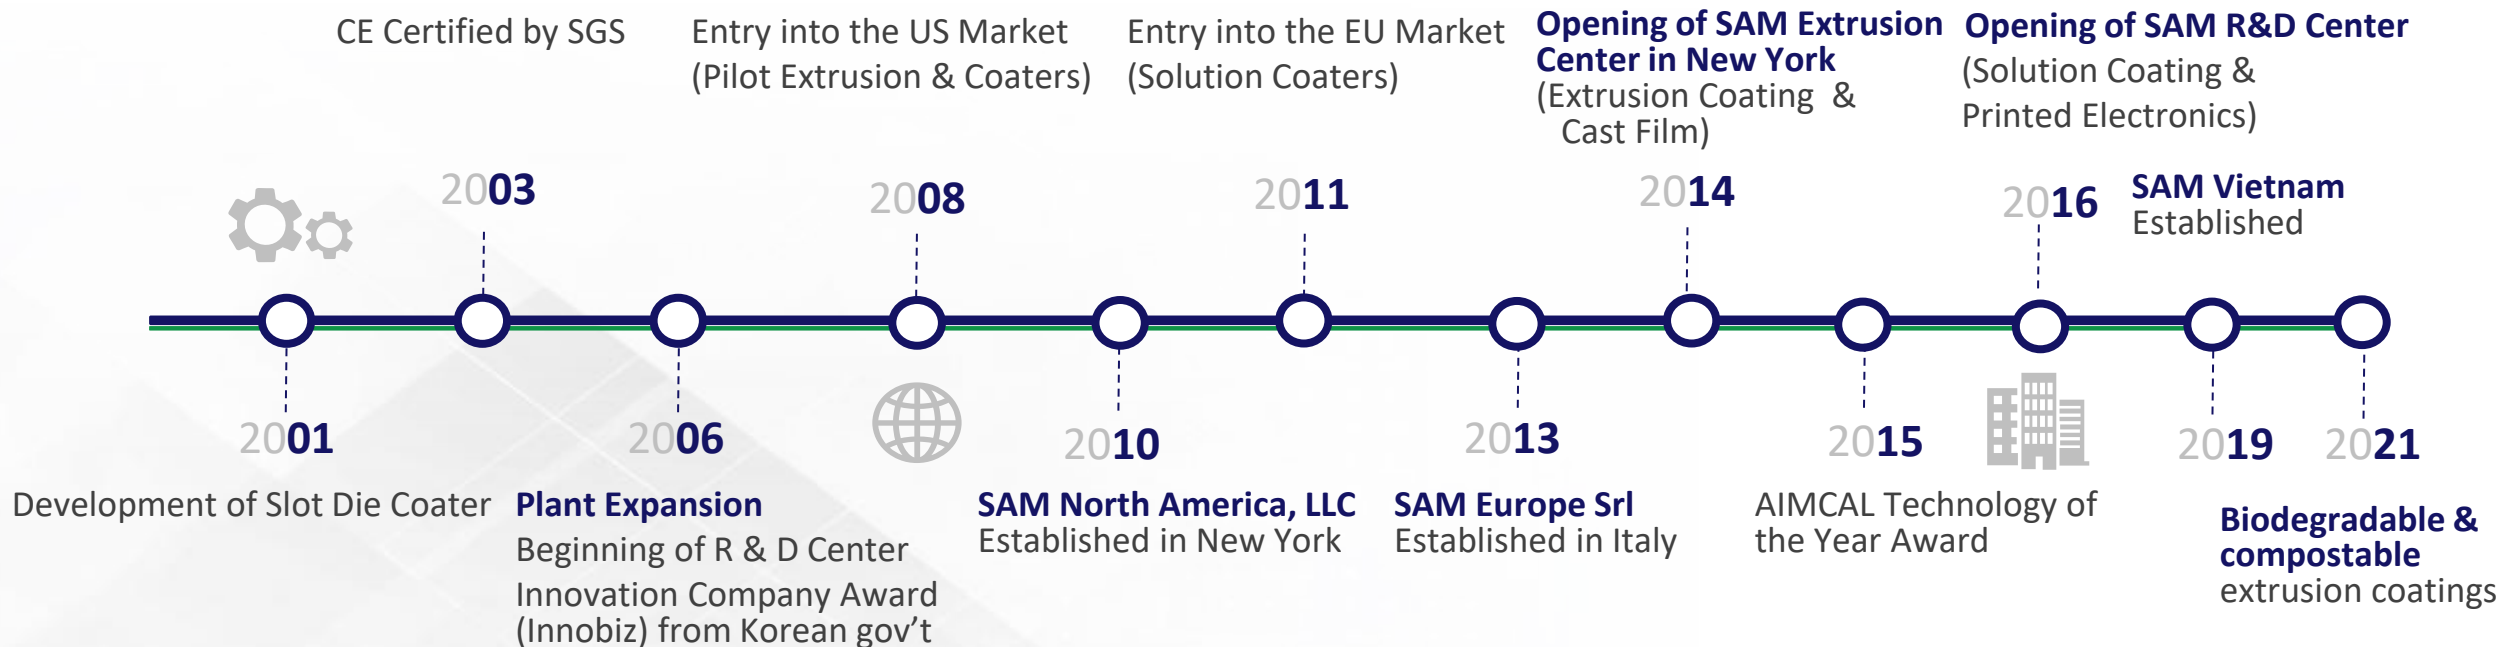 CE Certified by SGS
Entry into the US Market
(Pilot Extrusion & Coaters)
Entry into the EU Market
(Solution Coaters)
Opening of SAM Extrusion
Center in New York
(Extrusion Coating &
Cast Film)
Opening of SAM R&D Center
(Solution Coating &
Printed Electronics)
2003
2008
2011
2014
2016
SAM Vietnam
Established
2001
2006
2010
2013
2015
2019
2021
Development of Slot Die Coater
Plant Expansion
Beginning of R & D Center
Innovation Company Award
(Innobiz) from Korean gov’t
SAM North America, LLC
Established in New York
SAM Europe Srl
Established in Italy
AIMCAL Technology of
the Year Award
Biodegradable &
compostable
extrusion coatings